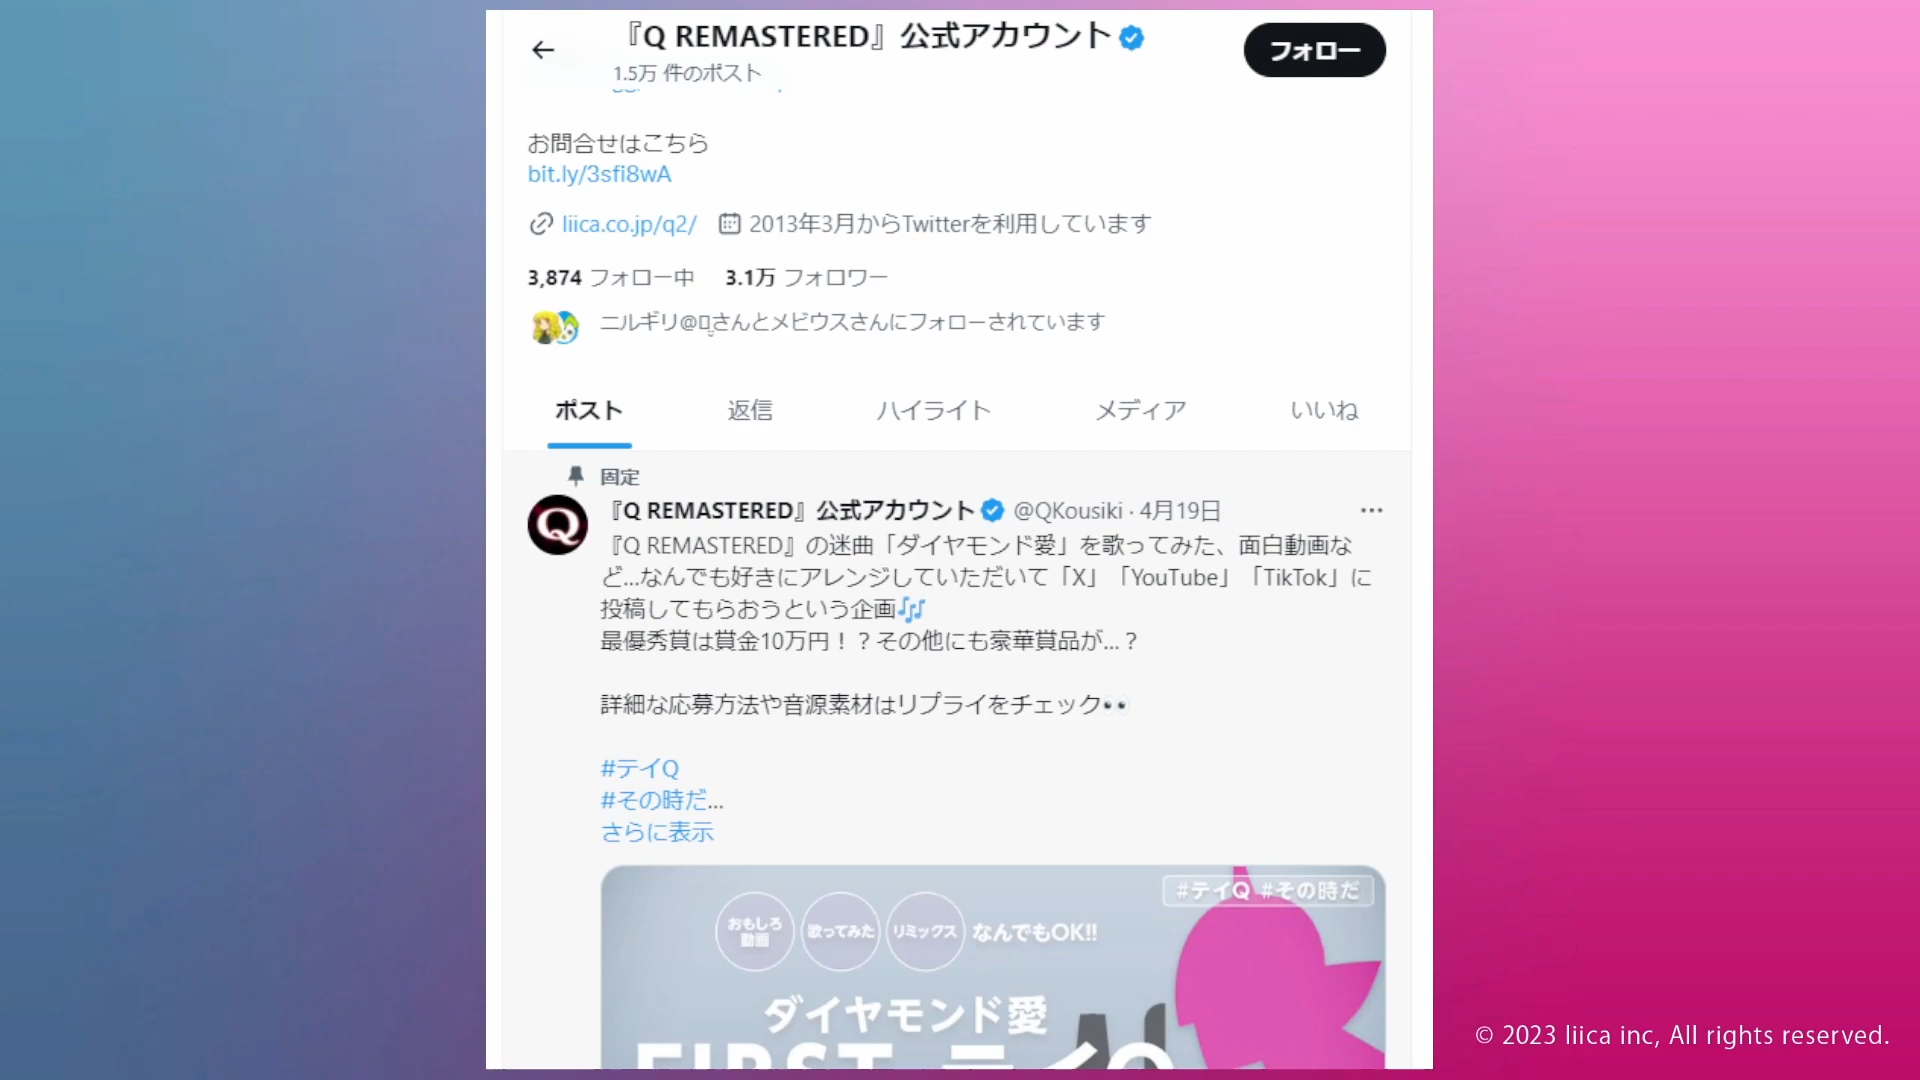 『Q REMASTERED』公式アカウント
フォロー
1.5万 件のポスト
お問合せはこちら
bit.ly/3sfi8wA
liica.co.jp/q2/ 2013年3月からTwitterを利用しています
3,874 フォロー中 3.1万 フォロワー
ニルギリ@さんとメビウスさんにフォローされています
ポスト 返信 ハイライト メディア いいね
固定
『Q REMASTERED』公式アカウント @QKousiki · 4月19日
『Q REMASTERED』の迷曲「ダイヤモンド愛」を歌ってみた、面白動画な
ど...なんでも好きにアレンジしていただいて「X」「YouTube」「TikTok」に
投稿してもらおうという企画🎶
最優秀賞は賞金10万円！？その他にも豪華賞品が...？
詳細な応募方法や音源素材はリプライをチェック👀
#テイQ
#その時だ...
さらに表示
#テイQ #その時だ
おもしろ
動画
歌ってみた
リミックス
なんでもOK!!
ダイヤモンド愛
FIRST テイQ
© 2023 liica inc, All rights reserved.